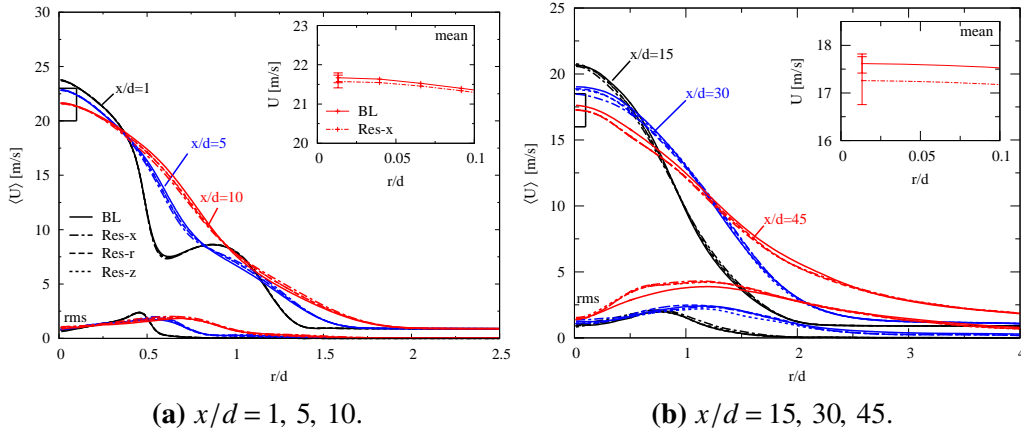 30
25
20
15
10
5
0
⟨U⟩ [m/s]
0
0.5
1
1.5
2
2.5
r/d
x/d=1
x/d=5
x/d=10
BL
Res-x
Res-r
Res-z
rms
mean
23
22
21
20
U [m/s]
0
0.05
0.1
r/d
BL
Res-x
(a) x/d = 1, 5, 10.
25
20
15
10
5
0
⟨U⟩ [m/s]
0
1
2
3
4
r/d
x/d=15
x/d=30
x/d=45
rms
mean
18
17
16
U [m/s]
0
0.05
0.1
r/d
(b) x/d = 15, 30, 45.